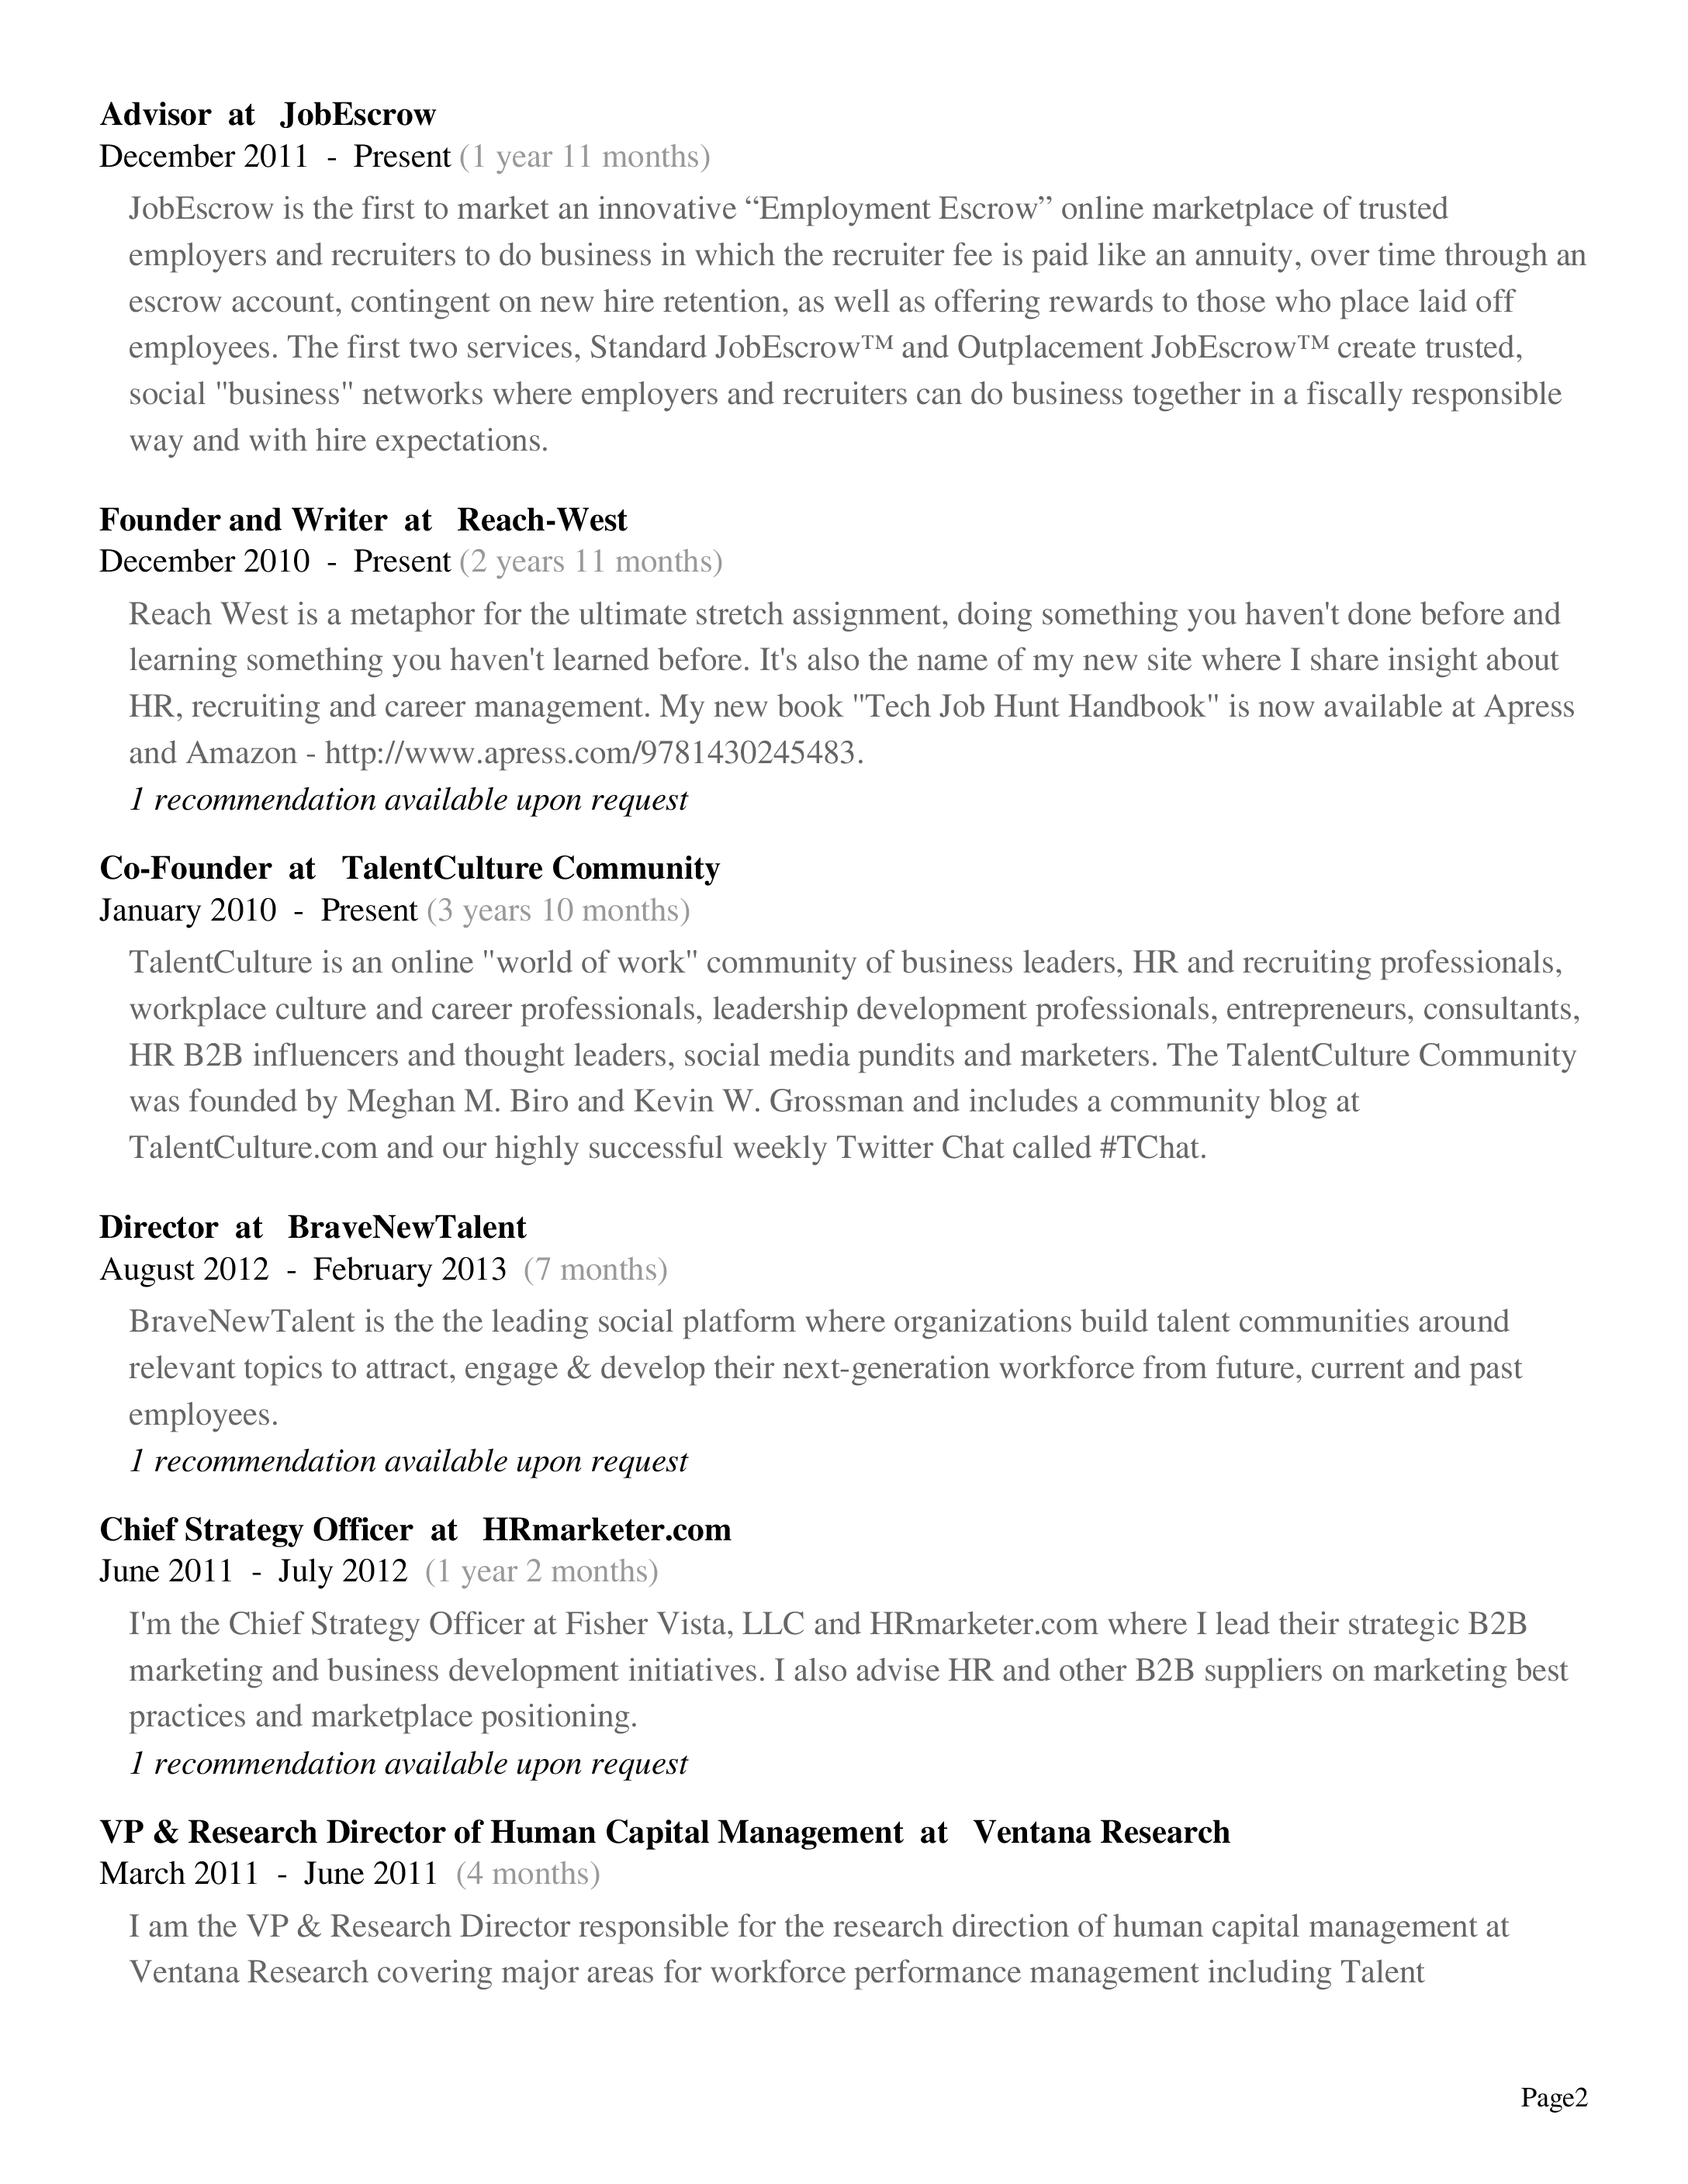 Advisor at JobEscrow
December 2011 - Present (1 year 11 months)
JobEscrow is the first to market an innovative “Employment Escrow” online marketplace of trusted
employers and recruiters to do business in which the recruiter fee is paid like an annuity, over time through an
escrow account, contingent on new hire retention, as well as offering rewards to those who place laid off
employees. The first two services, Standard JobEscrow™ and Outplacement JobEscrow™ create trusted,
social "business" networks where employers and recruiters can do business together in a fiscally responsible
way and with hire expectations.
Founder and Writer at Reach-West
December 2010 - Present (2 years 11 months)
Reach West is a metaphor for the ultimate stretch assignment, doing something you haven't done before and
learning something you haven't learned before. It's also the name of my new site where I share insight about
HR, recruiting and career management. My new book "Tech Job Hunt Handbook" is now available at Apress
and Amazon - http://www.apress.com/9781430245483.
1 recommendation available upon request
Co-Founder at TalentCulture Community
January 2010 - Present (3 years 10 months)
TalentCulture is an online "world of work" community of business leaders, HR and recruiting professionals,
workplace culture and career professionals, leadership development professionals, entrepreneurs, consultants,
HR B2B influencers and thought leaders, social media pundits and marketers. The TalentCulture Community
was founded by Meghan M. Biro and Kevin W. Grossman and includes a community blog at
TalentCulture.com and our highly successful weekly Twitter Chat called #TChat.
Director at BraveNewTalent
August 2012 - February 2013 (7 months)
BraveNewTalent is the the leading social platform where organizations build talent communities around
relevant topics to attract, engage & develop their next-generation workforce from future, current and past
employees.
1 recommendation available upon request
Chief Strategy Officer at HRmarketer.com
June 2011 - July 2012 (1 year 2 months)
I'm the Chief Strategy Officer at Fisher Vista, LLC and HRmarketer.com where I lead their strategic B2B
marketing and business development initiatives. I also advise HR and other B2B suppliers on marketing best
practices and marketplace positioning.
1 recommendation available upon request
VP & Research Director of Human Capital Management at Ventana Research
March 2011 - June 2011 (4 months)
I am the VP & Research Director responsible for the research direction of human capital management at
Ventana Research covering major areas for workforce performance management including Talent
Page2